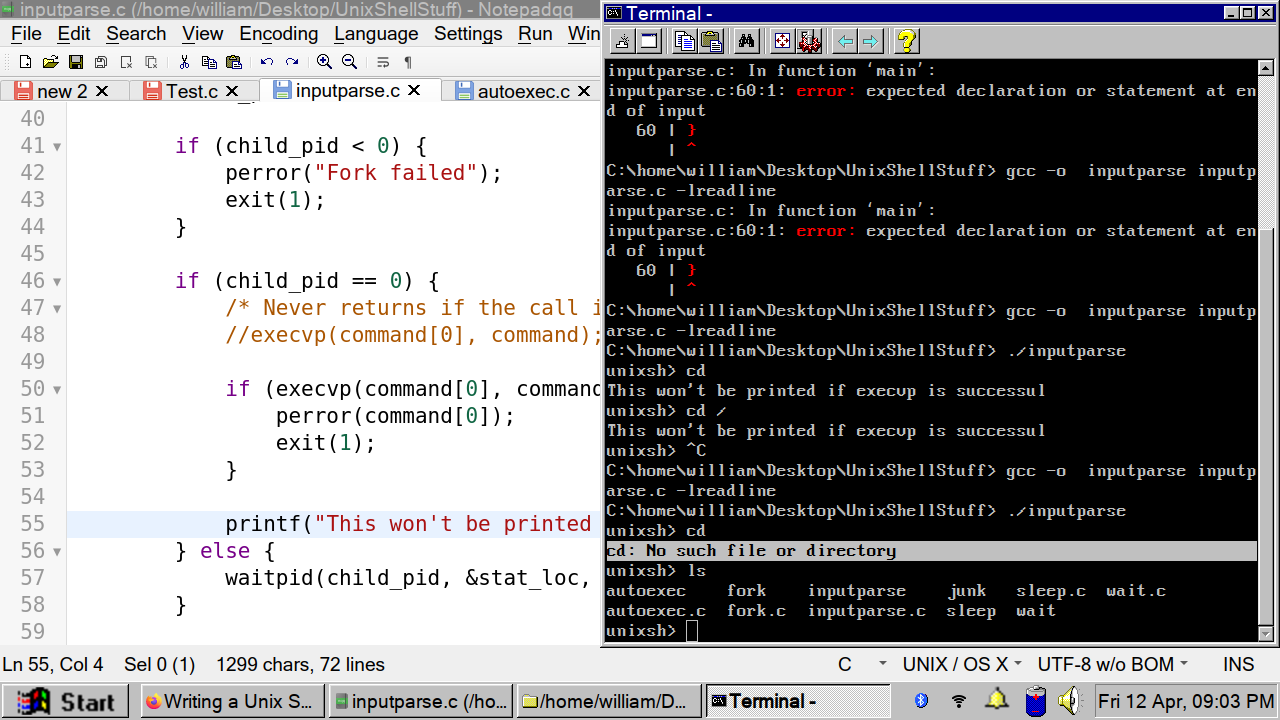 inputparse.c (/home/william/Desktop/UnixShellStuff) - Notepadqq
File Edit Search View Encoding Language Settings Run Win
new 2 Test.c inputparse.c autoexec.c
40
41 if (child_pid < 0) {
42 perror("Fork failed");
43 exit(1);
44 }
45
46 if (child_pid == 0) {
47 /* Never returns if the call i
48 //execvp(command[0], command);
49
50 if (execvp(command[0], command
51 perror(command[0]);
52 exit(1);
53 }
54
55 printf("This won't be printed
56 } else {
57 waitpid(child_pid, &stat_loc,
58 }
59
Terminal -
inputparse.c: In function ‘main’:
inputparse.c:60:1: error: expected declaration or statement at en
d of input
60 | }
| ^
C:\home\william\Desktop\UnixShellStuff> gcc -o  inputparse inputp
arse.c -lreadline
inputparse.c: In function ‘main’:
inputparse.c:60:1: error: expected declaration or statement at en
d of input
60 | }
| ^
C:\home\william\Desktop\UnixShellStuff> gcc -o  inputparse inputp
arse.c -lreadline
C:\home\william\Desktop\UnixShellStuff> ./inputparse
unixsh> cd
This won't be printed if execvp is successul
unixsh> cd /
This won't be printed if execvp is successul
unixsh> ^C
C:\home\william\Desktop\UnixShellStuff> gcc -o  inputparse inputp
arse.c -lreadline
C:\home\william\Desktop\UnixShellStuff> ./inputparse
unixsh> cd
cd: No such file or directory
unixsh> ls
autoexec fork inputparse junk sleep.c wait.c
autoexec.c fork.c inputparse.c sleep wait
unixsh>
Ln 55, Col 4 Sel 0 (1) 1299 chars, 72 lines C UNIX / OS X UTF-8 w/o BOM INS
Start Writing a Unix S... inputparse.c (/ho... /home/william/D... Terminal - Fri 12 Apr, 09:03 PM